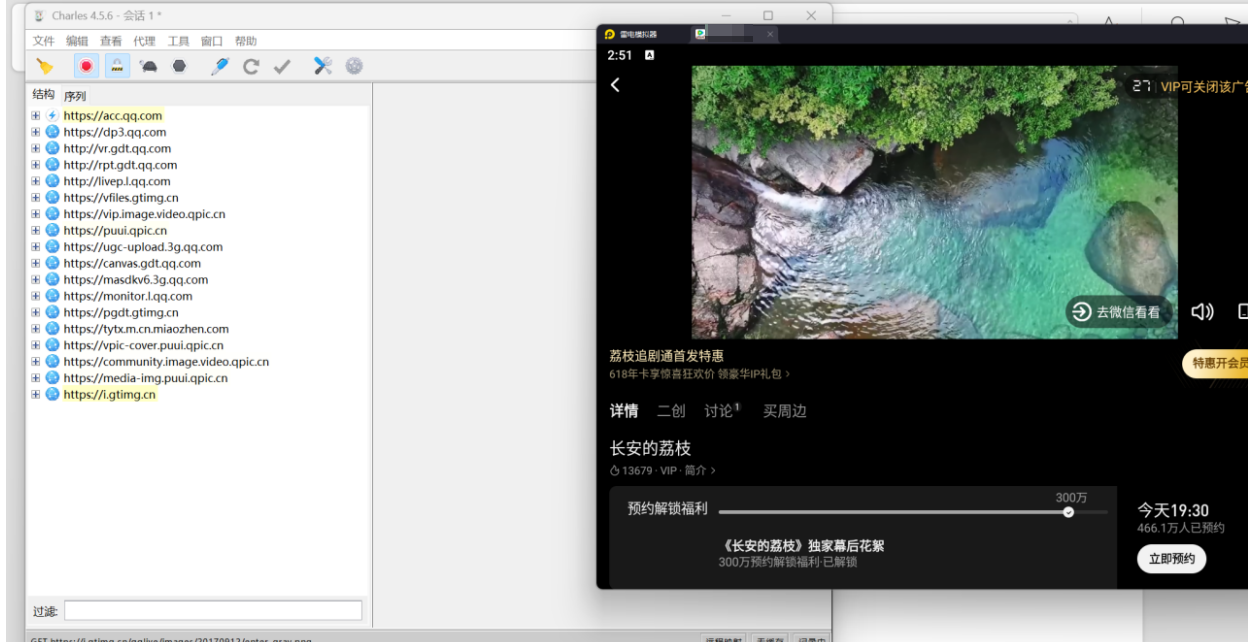 Charles 4.5.6 - 会话 1 *
文件 编辑 查看 代理 工具 窗口 帮助
结构 序列
https://acc.qq.com
https://dp3.qq.com
http://vr.gdt.qq.com
http://rpt.gdt.qq.com
http://livep.l.qq.com
https://vfiles.gtimg.cn
https://vip.image.video.qpic.cn
https://puui.qpic.cn
https://ugc-upload.3g.qq.com
https://canvas.gdt.qq.com
https://masdkv6.3g.qq.com
https://monitor.l.qq.com
https://pgdt.gtimg.cn
https://tytx.m.cn.miaozhen.com
https://vpic-cover.puui.qpic.cn
https://community.image.video.qpic.cn
https://media-img.puui.qpic.cn
https://i.gtimg.cn
过滤:
雷电模拟器
2:51 A
27 VIP可关闭该广告
去微信看看
荔枝追剧通首发特惠
618年卡享惊喜狂欢价 领豪华IP礼包 >
特惠开会员
详情 二创 讨论1 买周边
长安的荔枝
13679 · VIP · 简介 >
预约解锁福利
300万
《长安的荔枝》独家幕后花絮
300万预约解锁福利·已解锁
今天19:30
466.1万人已预约
立即预约